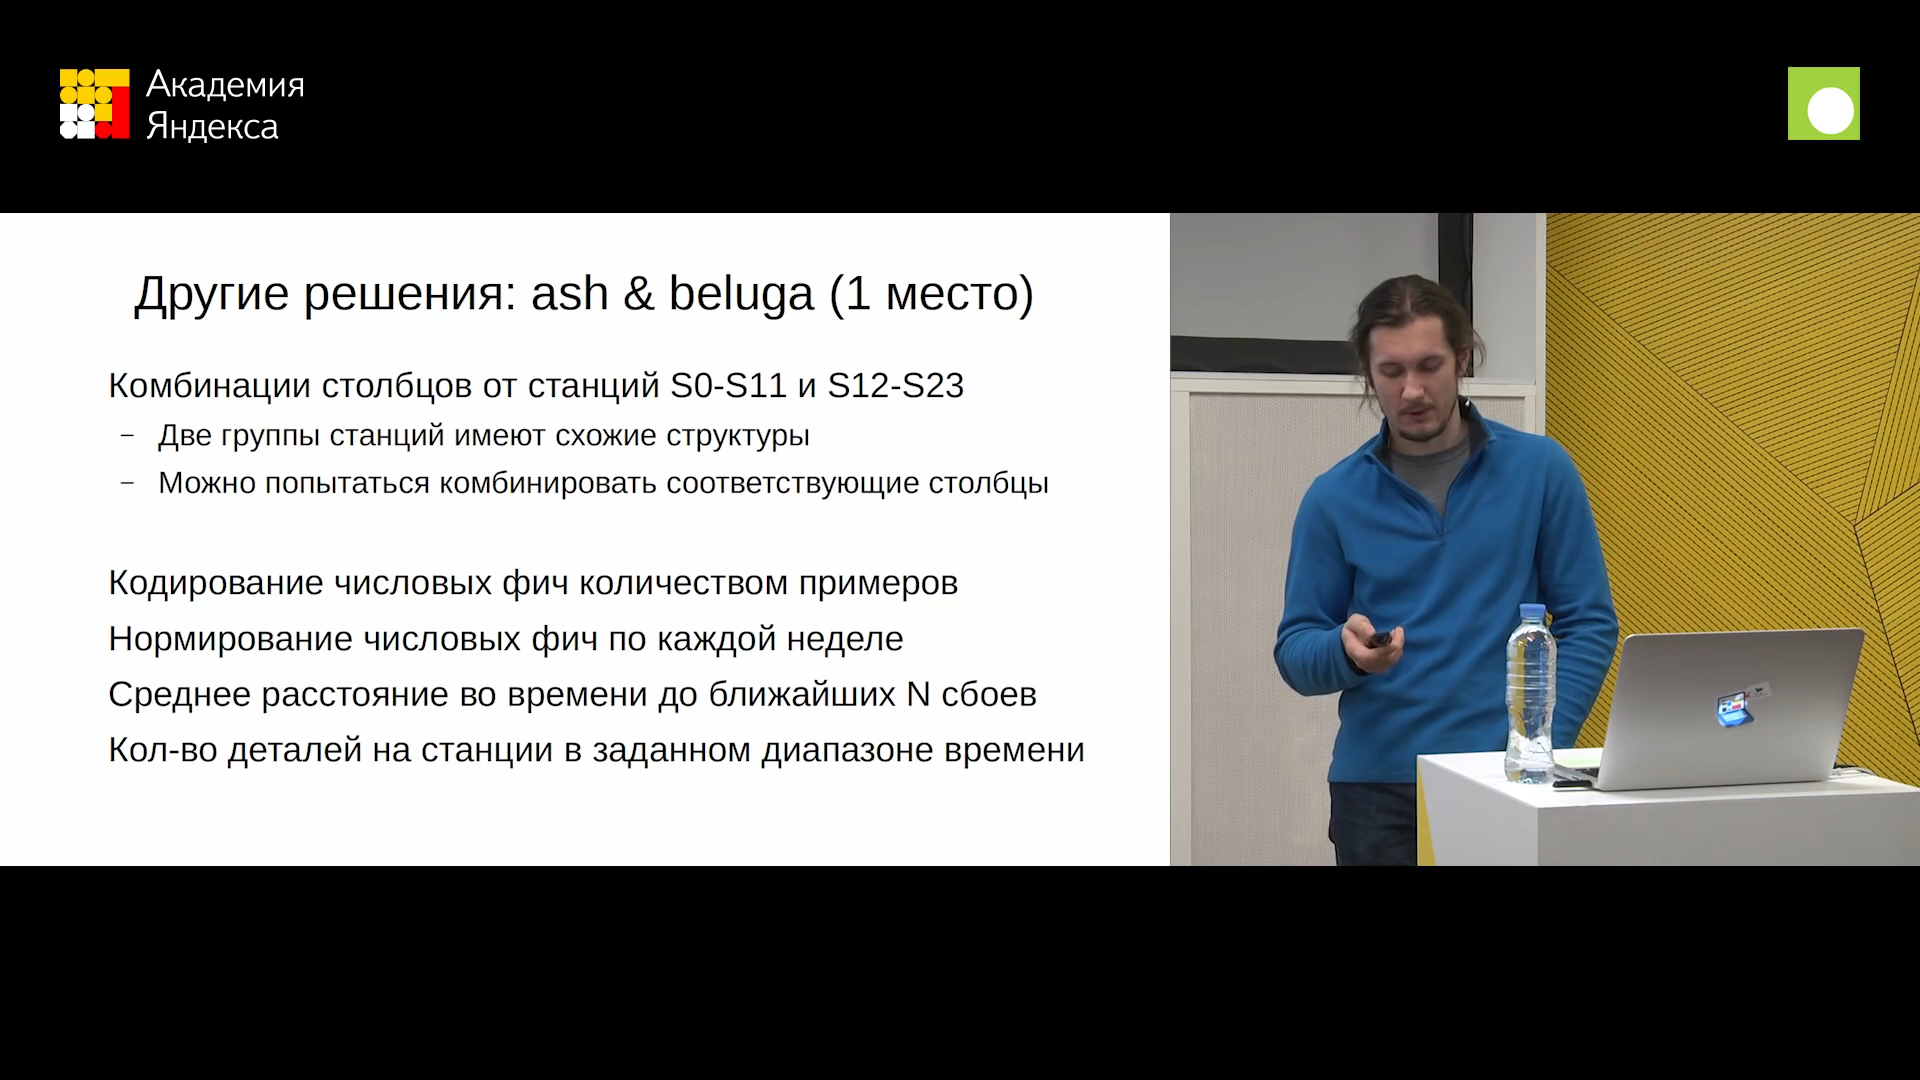 Академия
Яндекса
Другие решения: ash & beluga (1 место)
Комбинации столбцов от станций S0-S11 и S12-S23
– Две группы станций имеют схожие структуры
– Можно попытаться комбинировать соответствующие столбцы
Кодирование числовых фич количеством примеров
Нормирование числовых фич по каждой неделе
Среднее расстояние во времени до ближайших N сбоев
Кол-во деталей на станции в заданном диапазоне времени